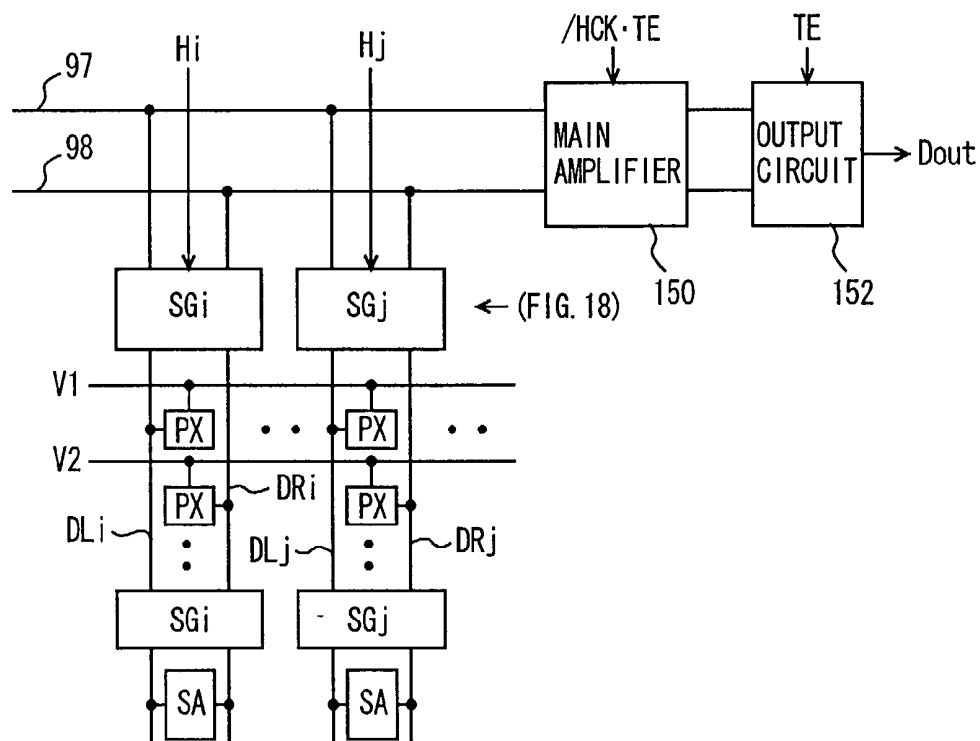 /HCK·TE
TE
Hi
Hj
97
98
MAIN
AMPLIFIER
OUTPUT
CIRCUIT
Dout
150
152
SGi
SGj
(FIG. 18)
V1
PX
PX
V2
PX
PX
DRi
DLi
DLj
DRj
SGi
SGj
SA
SA